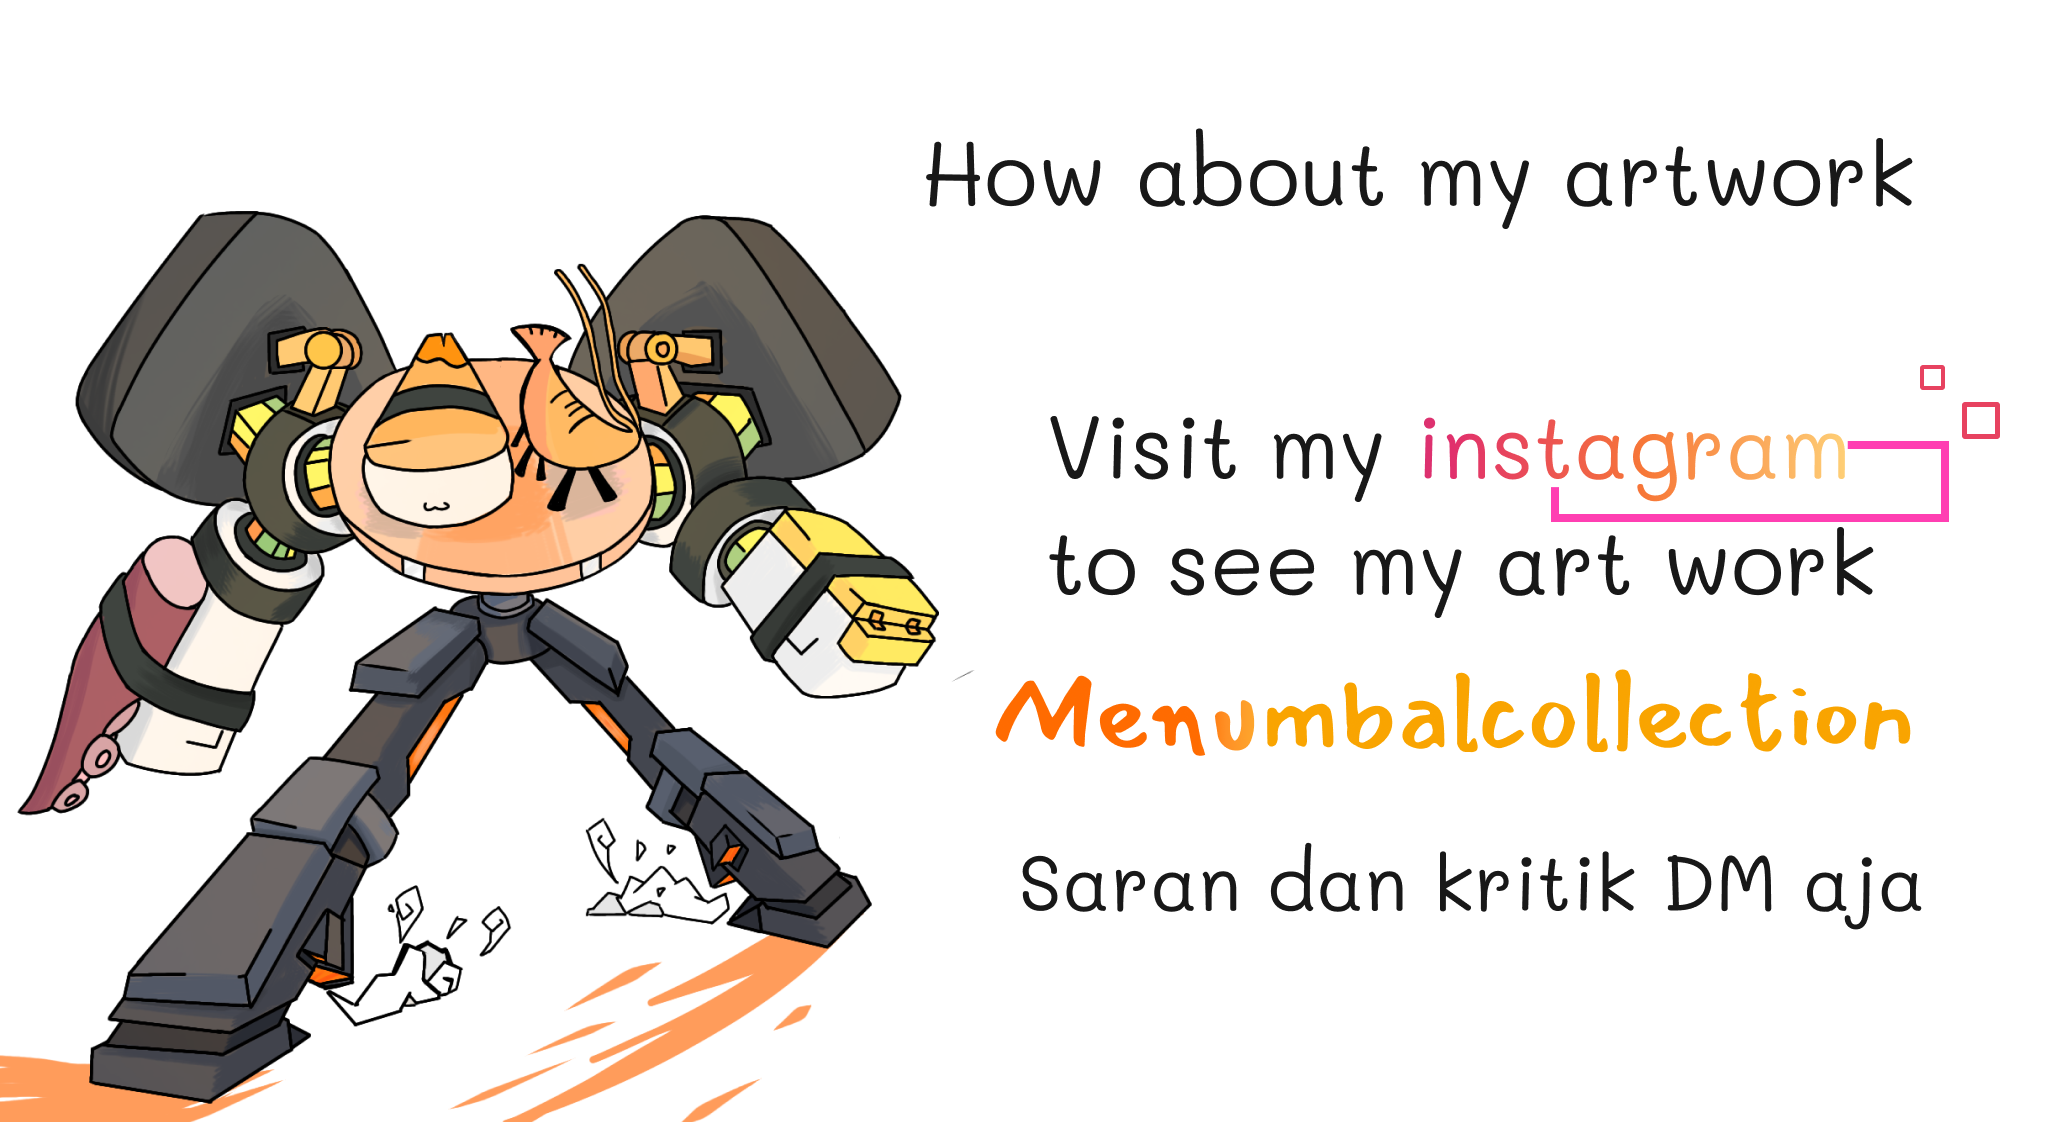 How about my artwork
Visit my instagram
to see my art work
Menumbalcollection
Saran dan kritik DM aja